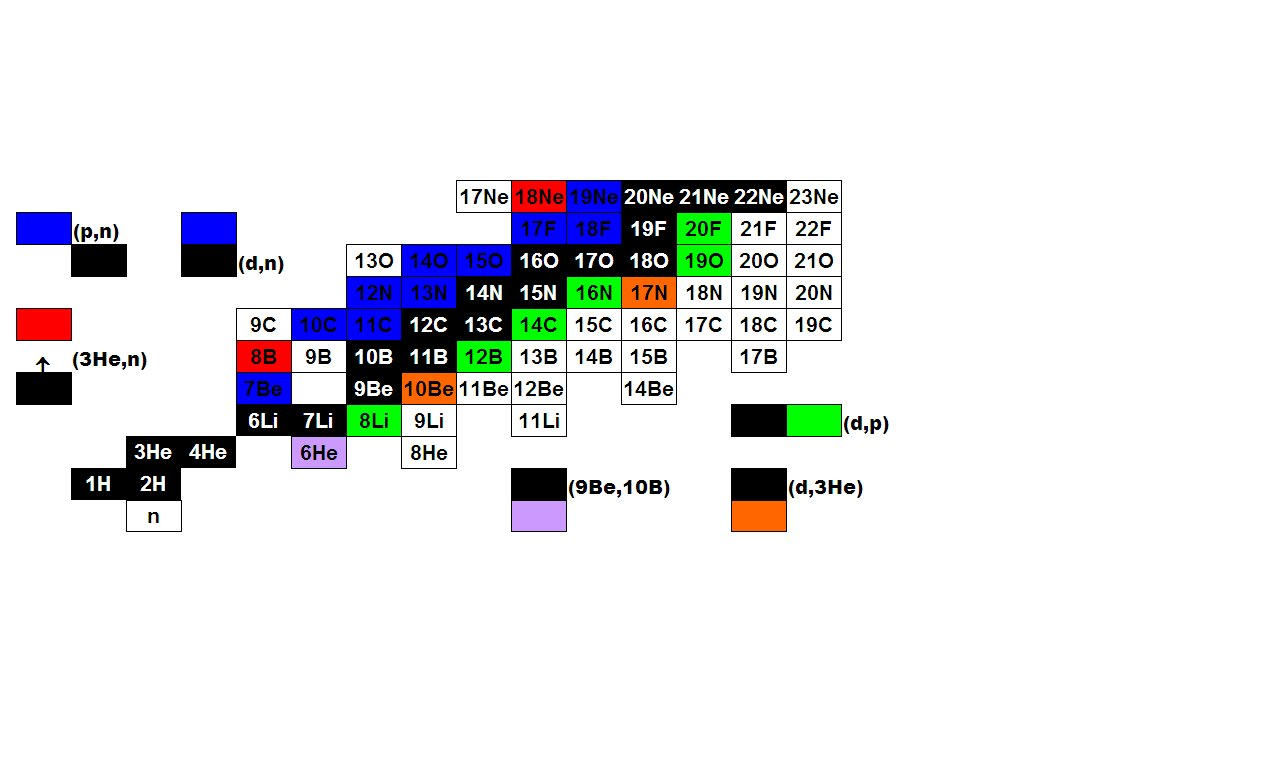 17Ne 18Ne 19Ne 20Ne 21Ne 22Ne 23Ne
(p,n) 17F 18F 19F 20F 21F 22F
(d,n) 13O 14O 15O 16O 17O 18O 19O 20O 21O
12N 13N 14N 15N 16N 17N 18N 19N 20N
9C 10C 11C 12C 13C 14C 15C 16C 17C 18C 19C
(3He,n) 8B 9B 10B 11B 12B 13B 14B 15B 17B
7Be 9Be 10Be 11Be 12Be 14Be
6Li 7Li 8Li 9Li 11Li (d,p)
3He 4He 6He 8He
1H 2H (9Be,10B) (d,3He)
n